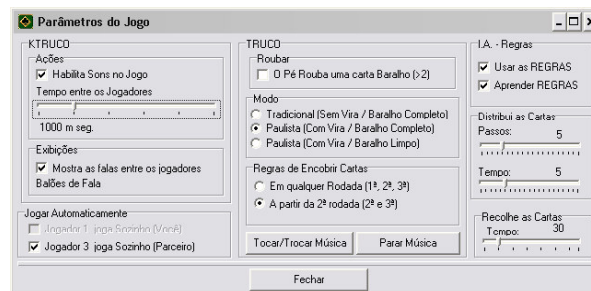 Parâmetros do Jogo
KTRUCO
Ações
Habilita Sons no Jogo
Tempo entre os Jogadores
1000 m seg.
Exibições
Mostra as falas entre os jogadores
Balões de Fala
Jogar Automaticamente
Jogador 1 joga Sozinho (Você)
Jogador 3 joga Sozinho (Parceiro)
TRUCO
Roubar
O Pé Rouba uma carta Baralho (>2)
Modo
Tradicional (Sem Vira / Baralho Completo)
Paulista (Com Vira / Baralho Completo)
Paulista (Com Vira / Baralho Limpo)
Regras de Encobrir Cartas
Em qualquer Rodada (1ª, 2ª, 3ª)
A partir da 2ª rodada (2ª e 3ª)
Tocar/Trocar Música
Parar Música
I.A. - Regras
Usar as REGRAS
Aprender REGRAS
Distribui as Cartas
Passos: 5
Tempo: 5
Recolhe as Cartas
Tempo: 30
Fechar